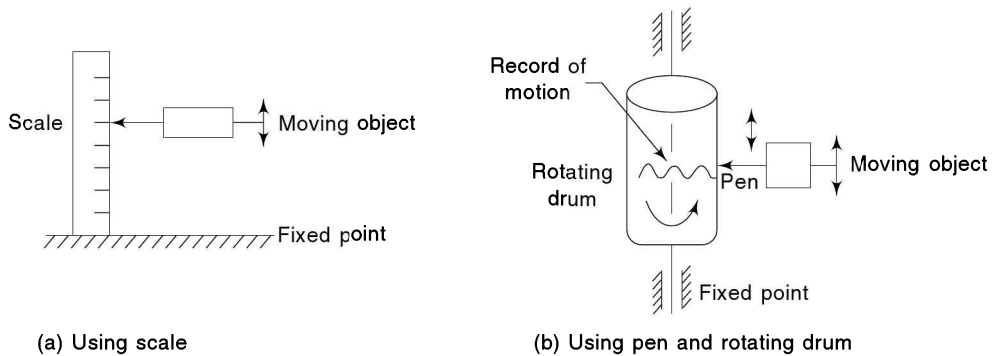 Scale
Moving object
Fixed point
(a) Using scale
Record of
motion
Rotating
drum
Pen
Moving object
Fixed point
(b) Using pen and rotating drum